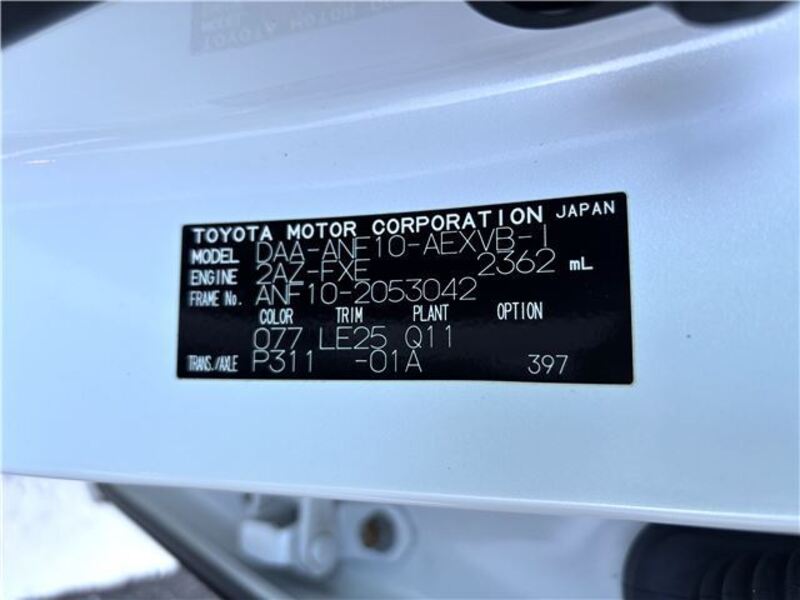 TOYOTA MOTOR CORPORATION JAPAN
MODEL DAA-ANF10-AEXVB-I
ENGINE 2AZ-FXE 2362 mL
FRAME No. ANF10-2053042
COLOR TRIM PLANT OPTION
077 LE25 Q11
TRANS./AXLE P311 -01A 397